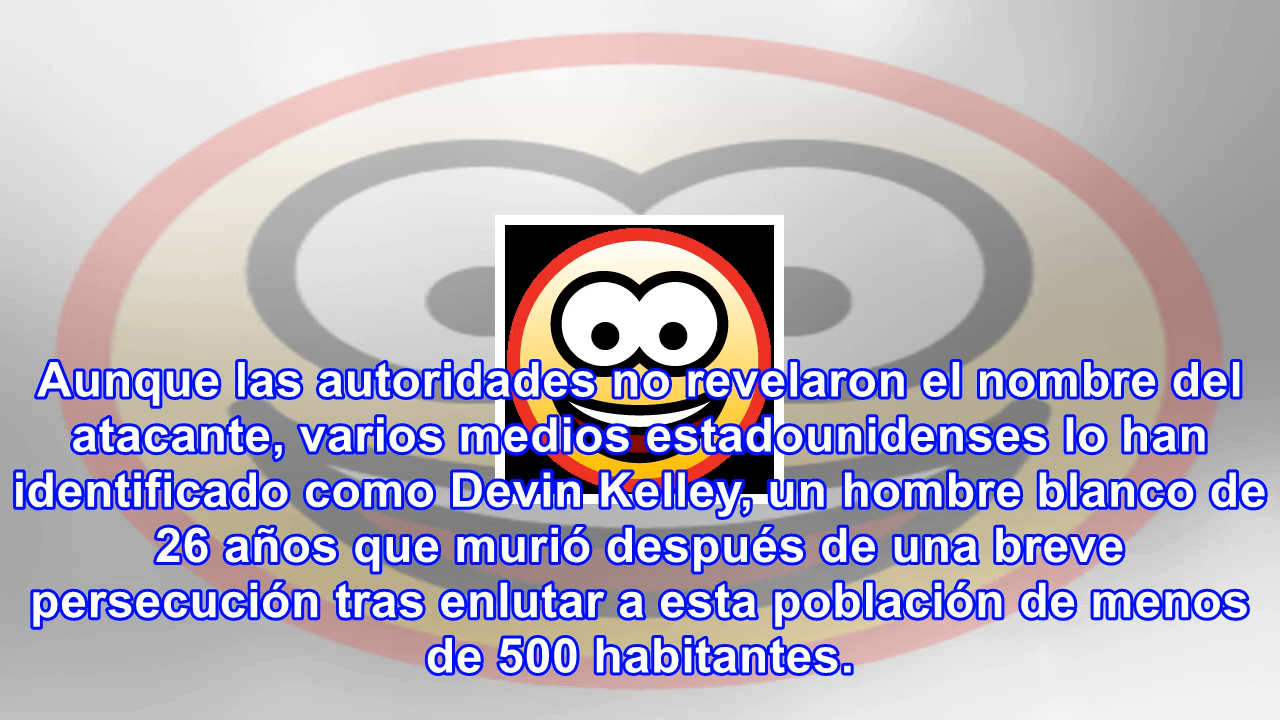 Aunque las autoridades no revelaron el nombre del
atacante, varios medios estadounidenses lo han
identificado como Devin Kelley, un hombre blanco de
26 años que murió después de una breve
persecución tras enlutar a esta población de menos
de 500 habitantes.